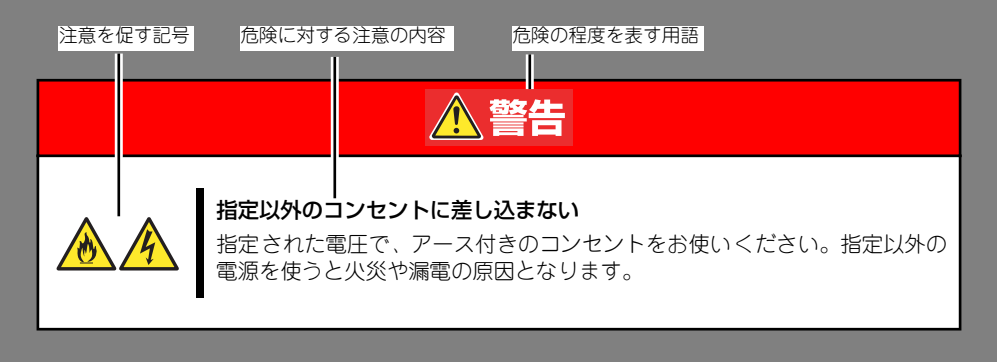 注意を促す記号
危険に対する注意の内容
危険の程度を表す用語
警告
指定以外のコンセントに差し込まない
指定された電圧で、アース付きのコンセントをお使いください。指定以外の
電源を使うと火災や漏電の原因となります。